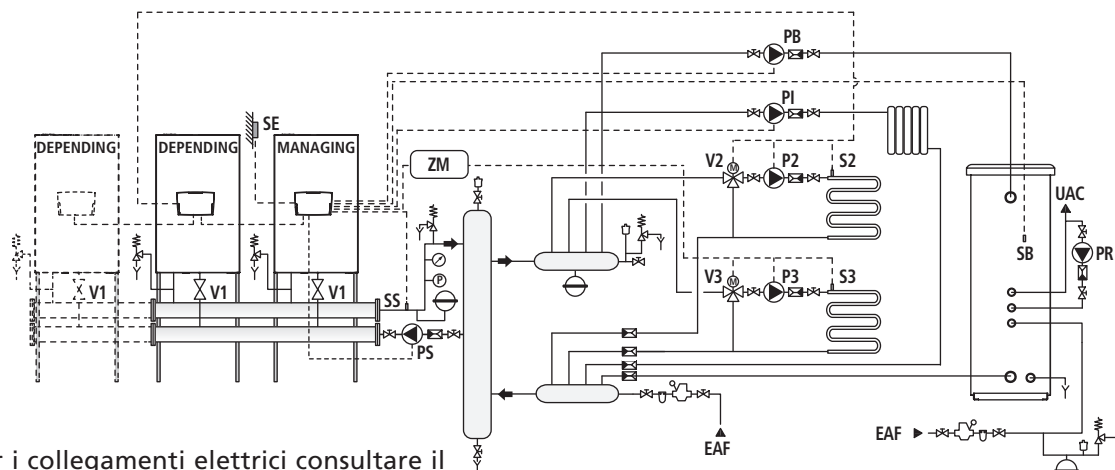 PB
PI
SE
DEPENDING DEPENDING MANAGING
ZM
V2 M P2 S2
UAC
SB
PR
V1 V1 V1
SS
P
V3 M P3 S3
PS
EAF
EAF
r i collegamenti elettrici consultare il